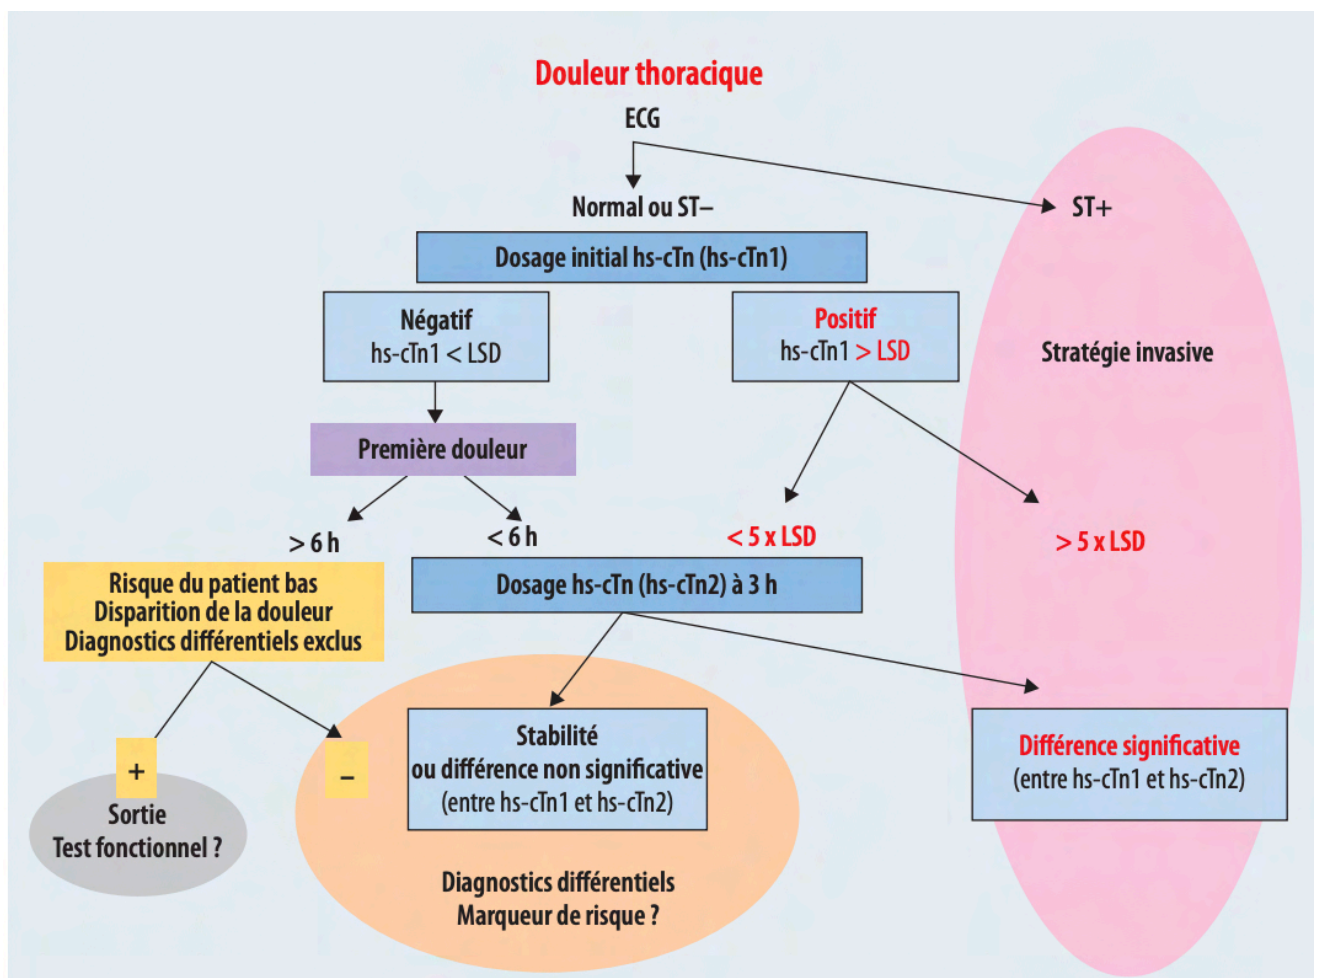 Douleur thoracique
ECG
Normal ou ST–
ST+
Dosage initial hs-cTn (hs-cTn1)
Négatif
hs-cTn1 < LSD
Positif
hs-cTn1 > LSD
Stratégie invasive
Première douleur
> 6 h
< 6 h
< 5 x LSD
> 5 x LSD
Risque du patient bas
Disparition de la douleur
Diagnostics différentiels exclus
Dosage hs-cTn (hs-cTn2) à 3 h
+
–
Stabilité
ou différence non significative
(entre hs-cTn1 et hs-cTn2)
Différence significative
(entre hs-cTn1 et hs-cTn2)
Sortie
Test fonctionnel ?
Diagnostics différentiels
Marqueur de risque ?